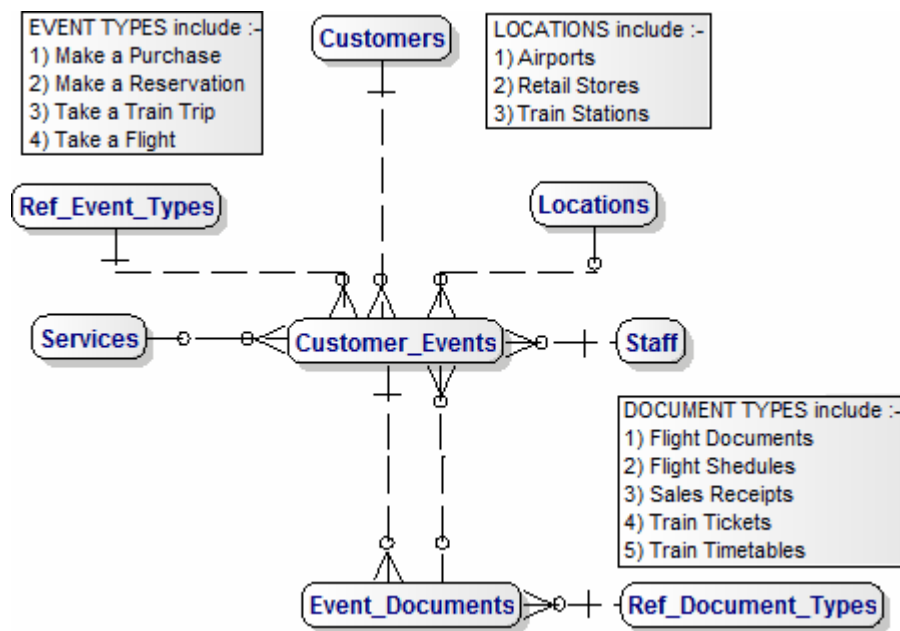 EVENT TYPES include :-
1) Make a Purchase
2) Make a Reservation
3) Take a Train Trip
4) Take a Flight
Customers
LOCATIONS include :-
1) Airports
2) Retail Stores
3) Train Stations
Ref_Event_Types
Locations
Services
Customer_Events
Staff
DOCUMENT TYPES include :-
1) Flight Documents
2) Flight Shedules
3) Sales Receipts
4) Train Tickets
5) Train Timetables
Event_Documents
Ref_Document_Types